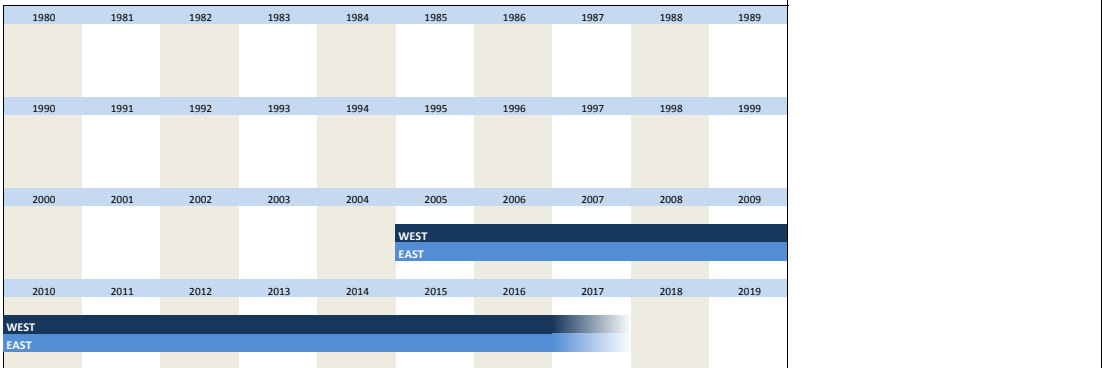 1980 1981 1982 1983 1984 1985 1986 1987 1988 1989
1990 1991 1992 1993 1994 1995 1996 1997 1998 1999
2000 2001 2002 2003 2004 2005 2006 2007 2008 2009
WEST
EAST
2010 2011 2012 2013 2014 2015 2016 2017 2018 2019
WEST
EAST